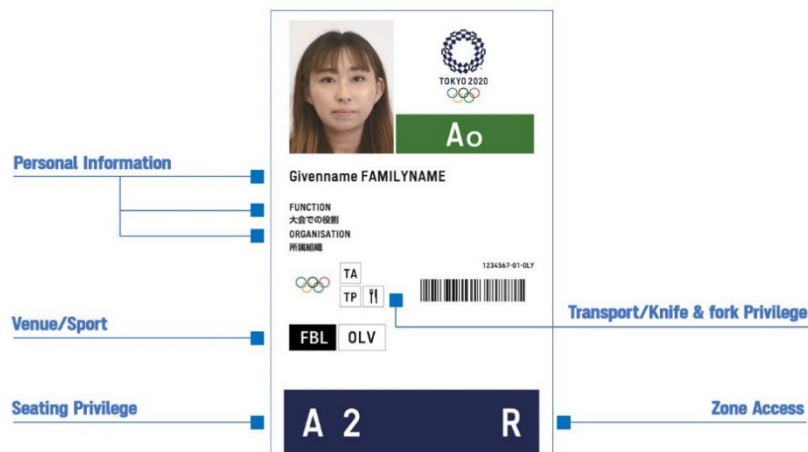 TOKYO 2020
Ao
Personal Information
Givenname FAMILYNAME
FUNCTION
大会での役割
ORGANISATION
所属組織
1234567-01-OLY
TA
TP
Transport/Knife & fork Privilege
Venue/Sport
FBL OLV
Seating Privilege
A 2 R
Zone Access